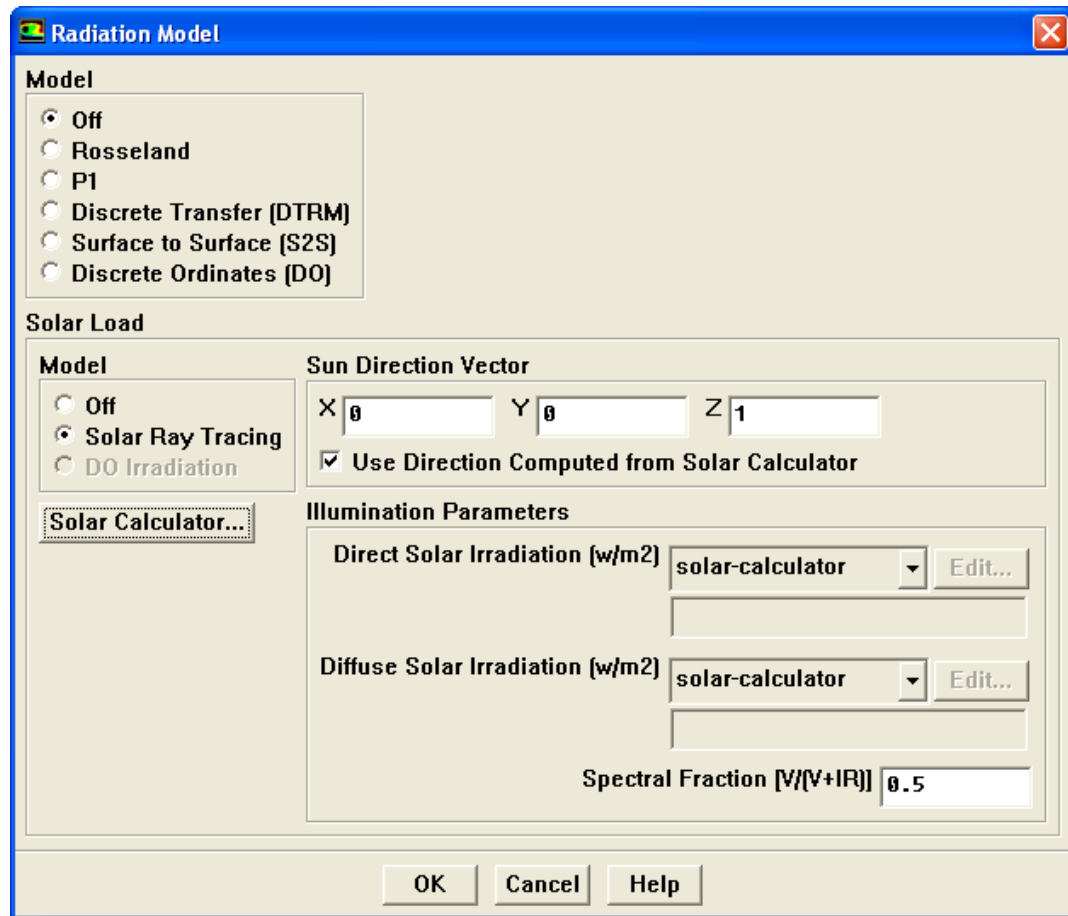 Radiation Model
Model
Off
Rosseland
P1
Discrete Transfer (DTRM)
Surface to Surface (S2S)
Discrete Ordinates (DO)
Solar Load
Model
Off
Solar Ray Tracing
DO Irradiation
Solar Calculator...
Sun Direction Vector
X 0 Y 0 Z 1
Use Direction Computed from Solar Calculator
Illumination Parameters
Direct Solar Irradiation (w/m2) solar-calculator Edit...
Diffuse Solar Irradiation (w/m2) solar-calculator Edit...
Spectral Fraction [V/(V+IR)] 0.5
OK Cancel Help